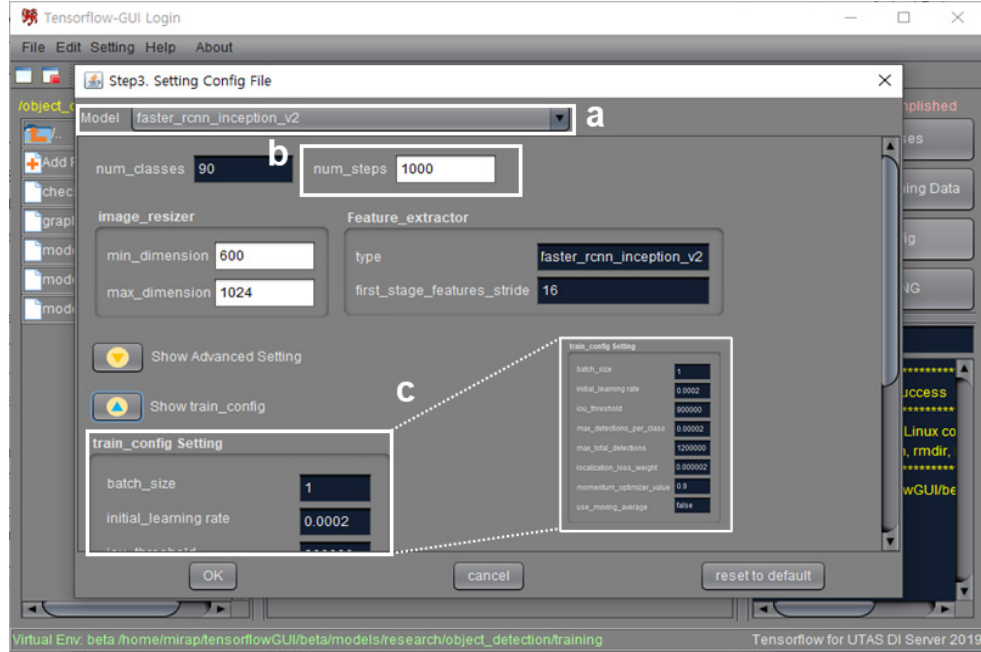 Tensorflow-GUI Login
File Edit Setting Help About
Step3. Setting Config File
/object_
nplished
Model faster_rcnn_inception_v2 a
/..
ses
Add F
num_classes 90 b num_steps 1000
chec
ning Data
grap
image_resizer Feature_extractor
mode
min_dimension 600 type faster_rcnn_inception_v2
ig
mode
max_dimension 1024 first_stage_features_stride 16
NG
mode
Show Advanced Setting
train_config Setting
batch_size 1
initial_learning rate 0.0002
iou_threshold 900000
max_detections_per_class 0.00002
max_total_detections 1200000
localization_loss_weight 0.000002
momentum_optimizer_value 0.9
use_moving_average false
c
Show train_config
train_config Setting
batch_size 1
initial_learning rate 0.0002
iou_threshold
**********
uccess
**********
Linux co
n, rmdir,
**********
wGUI/be
OK cancel reset to default
Virtual Env: beta /home/mirap/tensorflowGUI/beta/models/research/object_detection/training Tensorflow for UTAS DI Server 2019